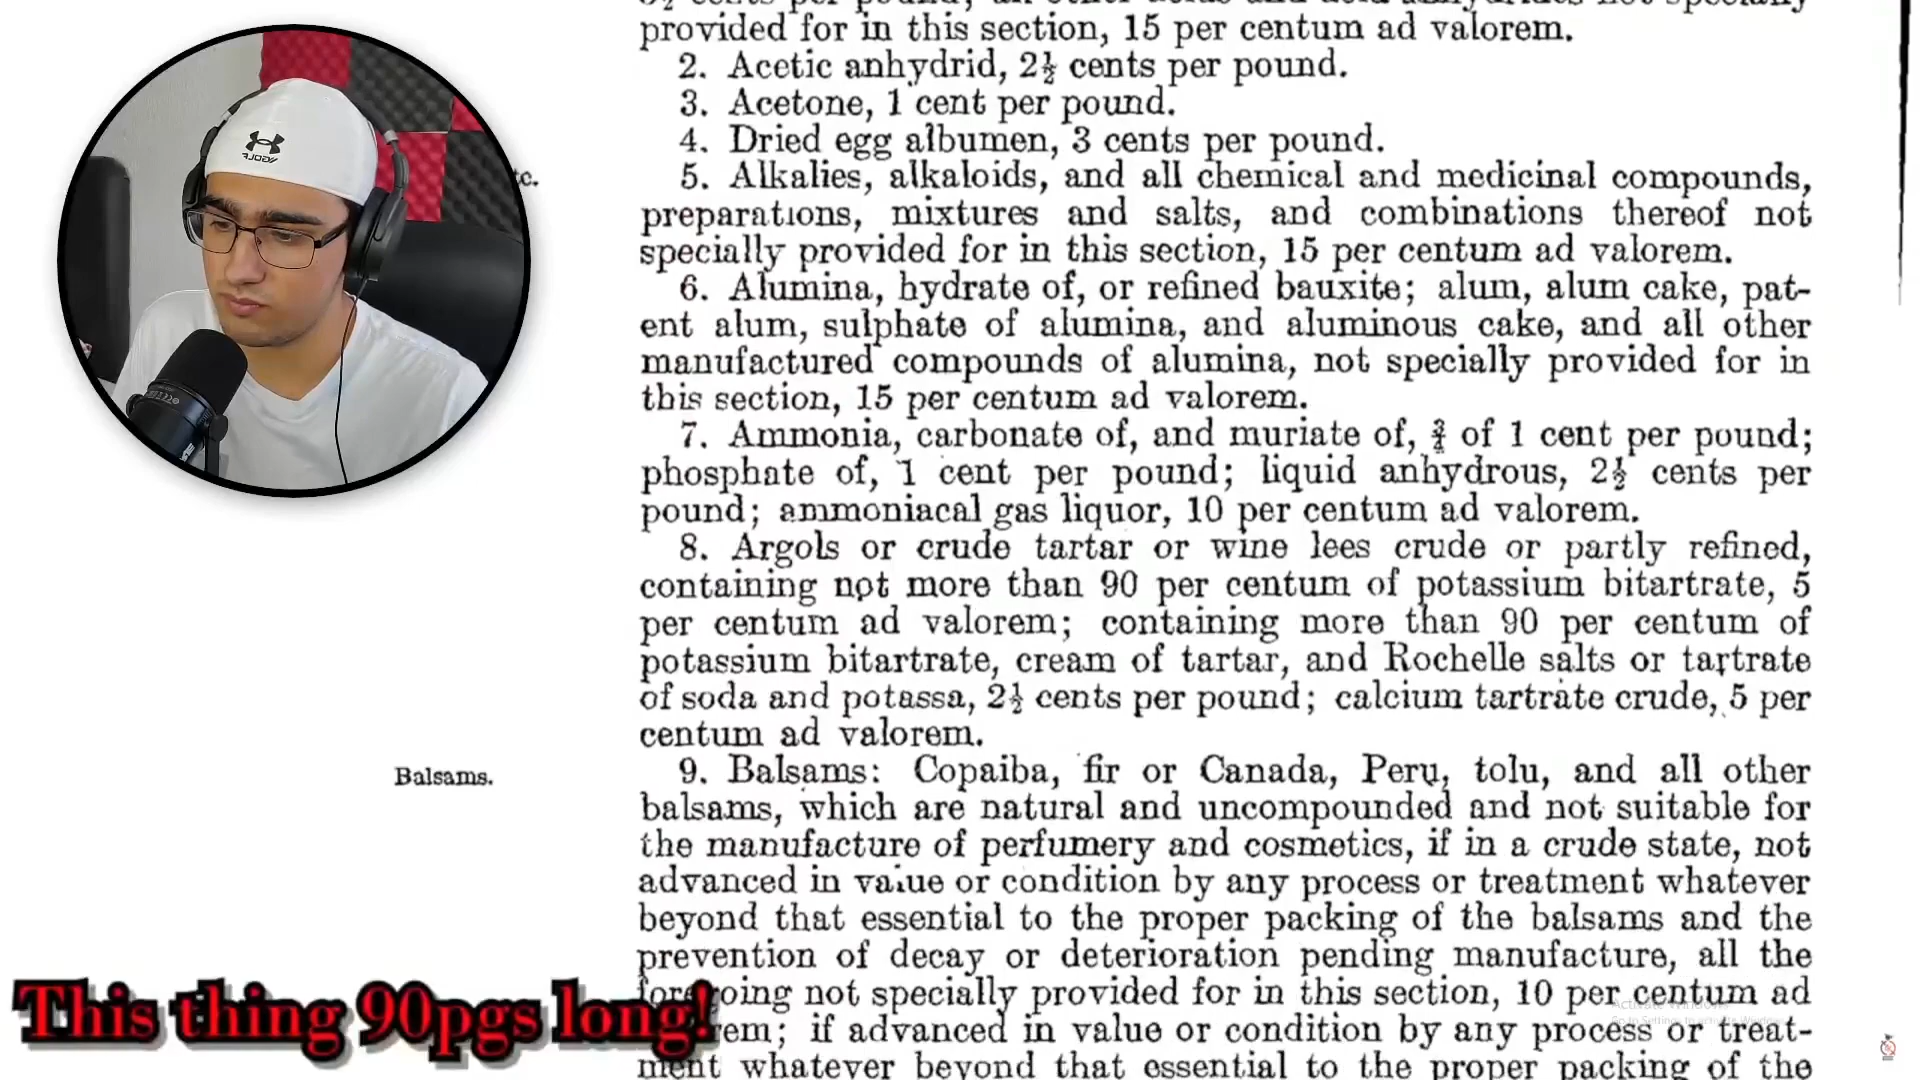 provided for in this section, 15 per centum ad valorem.
2. Acetic anhydrid, 2½ cents per pound.
3. Acetone, 1 cent per pound.
4. Dried egg albumen, 3 cents per pound.
5. Alkalies, alkaloids, and all chemical and medicinal compounds,
preparations, mixtures and salts, and combinations thereof not
specially provided for in this section, 15 per centum ad valorem.
6. Alumina, hydrate of, or refined bauxite; alum, alum cake, pat-
ent alum, sulphate of alumina, and aluminous cake, and all other
manufactured compounds of alumina, not specially provided for in
this section, 15 per centum ad valorem.
7. Ammonia, carbonate of, and muriate of, ¾ of 1 cent per pound;
phosphate of, 1 cent per pound; liquid anhydrous, 2½ cents per
pound; ammoniacal gas liquor, 10 per centum ad valorem.
8. Argols or crude tartar or wine lees crude or partly refined,
containing not more than 90 per centum of potassium bitartrate, 5
per centum ad valorem; containing more than 90 per centum of
potassium bitartrate, cream of tartar, and Rochelle salts or tartrate
of soda and potassa, 2½ cents per pound; calcium tartrate crude, 5 per
centum ad valorem.
Balsams.
9. Balsams: Copaiba, fir or Canada, Peru, tolu, and all other
balsams, which are natural and uncompounded and not suitable for
the manufacture of perfumery and cosmetics, if in a crude state, not
advanced in value or condition by any process or treatment whatever
beyond that essential to the proper packing of the balsams and the
prevention of decay or deterioration pending manufacture, all the
foregoing not specially provided for in this section, 10 per centum ad
rem; if advanced in value or condition by any process or treat-
ment whatever beyond that essential to the proper packing of the
This thing 90pgs long!
Activate Windows
Go to Settings to activate Windows.